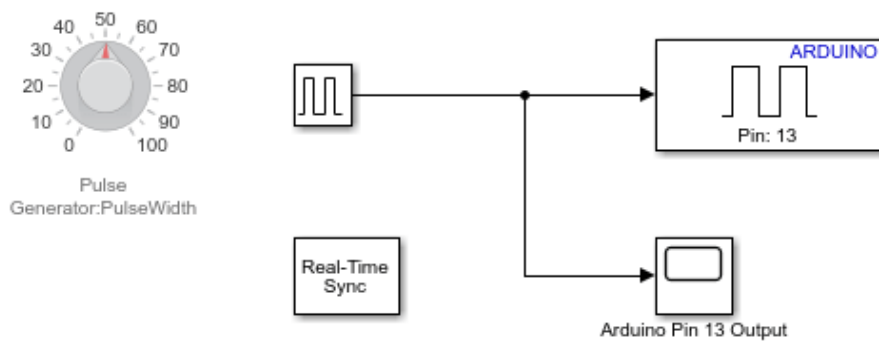 50
40
60
30
70
20
80
10
90
0
100
Pulse
Generator:PulseWidth
ARDUINO
Pin: 13
Real-Time
Sync
Arduino Pin 13 Output